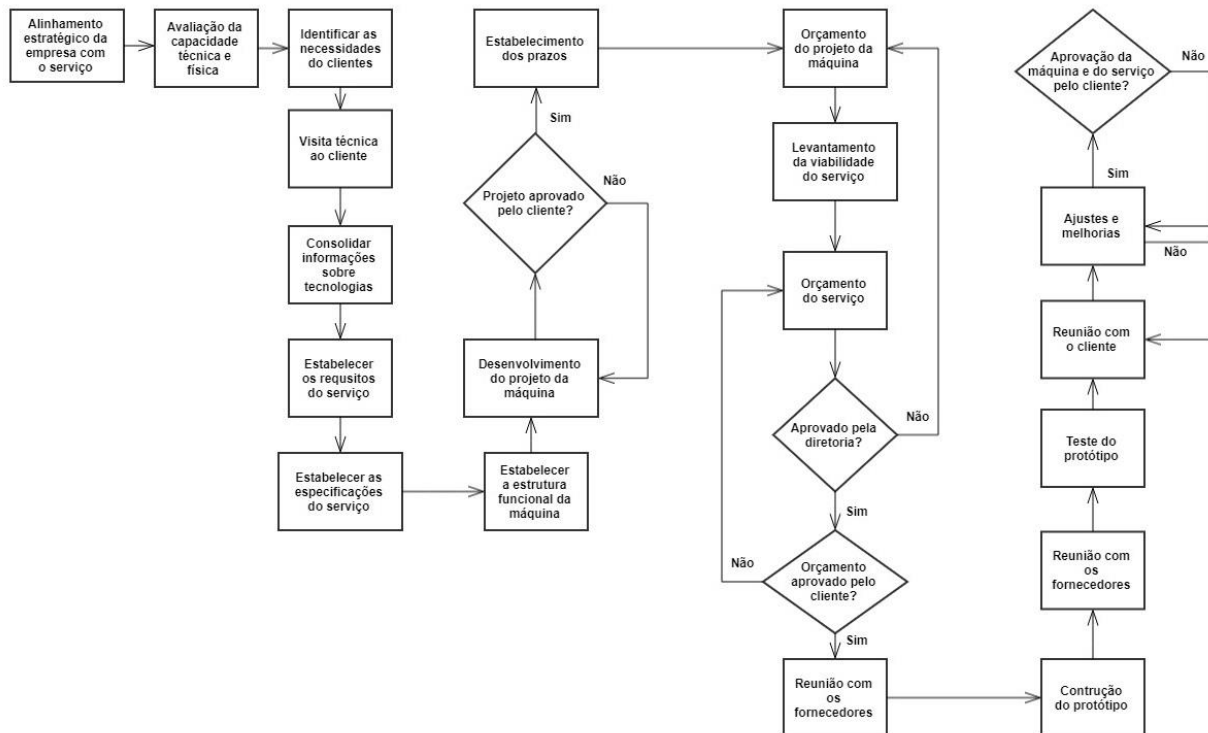 Alinhamento
estratégico da
empresa com
o serviço
Avaliação da
capacidade
técnica e
física
Identificar as
necessidades
do clientes
Visita técnica
ao cliente
Consolidar
informações
sobre
tecnologias
Estabelecer
os requsitos
do serviço
Estabelecer as
especificações
do serviço
Estabelecer
a estrutura
funcional da
máquina
Desenvolvimento
do projeto da
máquina
Projeto aprovado
pelo cliente?
Não
Sim
Estabelecimento
dos prazos
Orçamento
do projeto da
máquina
Levantamento
da viabilidade
do serviço
Orçamento
do serviço
Aprovado pela
diretoria?
Não
Sim
Orçamento
aprovado pelo
cliente?
Não
Sim
Reunião com
os
fornecedores
Contrução
do protótipo
Reunião com
os
fornecedores
Teste do
protótipo
Reunião com
o cliente
Ajustes e
melhorias
Não
Sim
Aprovação da
máquina e do serviço
pelo cliente?
Não